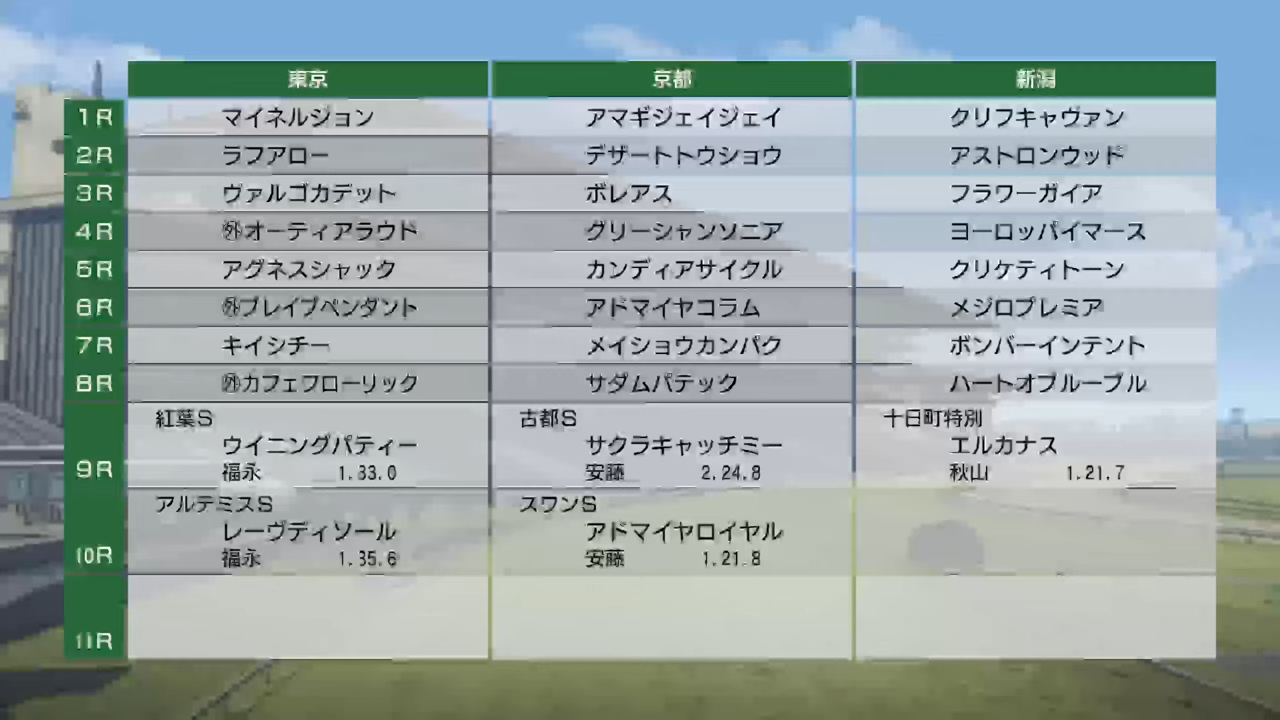 東京 京都 新潟
1R マイネルジョン アマギジェイジェイ クリフキャヴァン
2R ラフアロー デザートトウショウ アストロンウッド
3R ヴァルゴカデット ボレアス フラワーガイア
4R ㊕オーティアラウド グリーシャンソニア ヨーロッパイマース
5R アグネスシャック カンディアサイクル クリケティトーン
6R ブレイブペンダント アドマイヤコラム メジロプレミア
7R キイシチー メイショウカンパク ボンバーインテント
8R カフェフローリック サダムパテック ハートオブルーブル
紅葉S 古都S 十日町特別
ウイニングパティー サクラキャッチミー エルカナス
9R 福永 1.33.0 安藤 2.24.8 秋山 1.21.7
アルテミスS スワンS
レーヴディソール アドマイヤロイヤル
10R 福永 1.35.6 安藤 1.21.8
11R